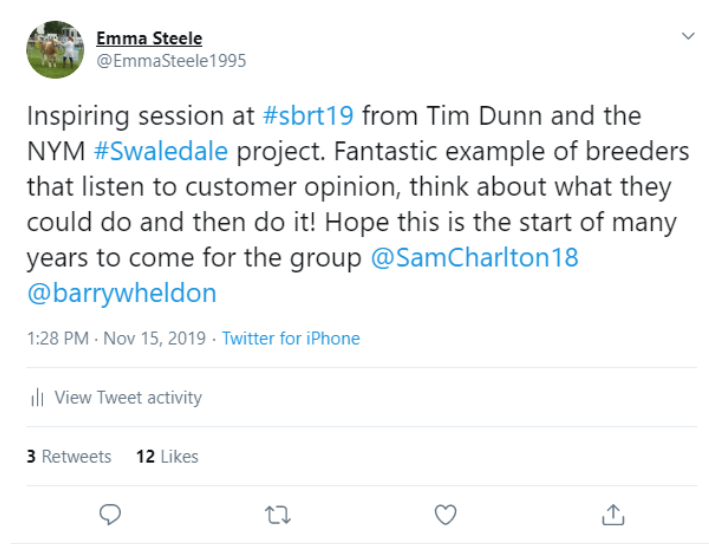 Emma Steele
@EmmaSteele1995
Inspiring session at #sbrt19 from Tim Dunn and the
NYM #Swaledale project. Fantastic example of breeders
that listen to customer opinion, think about what they
could do and then do it! Hope this is the start of many
years to come for the group @SamCharlton18
@barrywheldon
1:28 PM · Nov 15, 2019 · Twitter for iPhone
View Tweet activity
3 Retweets 12 Likes